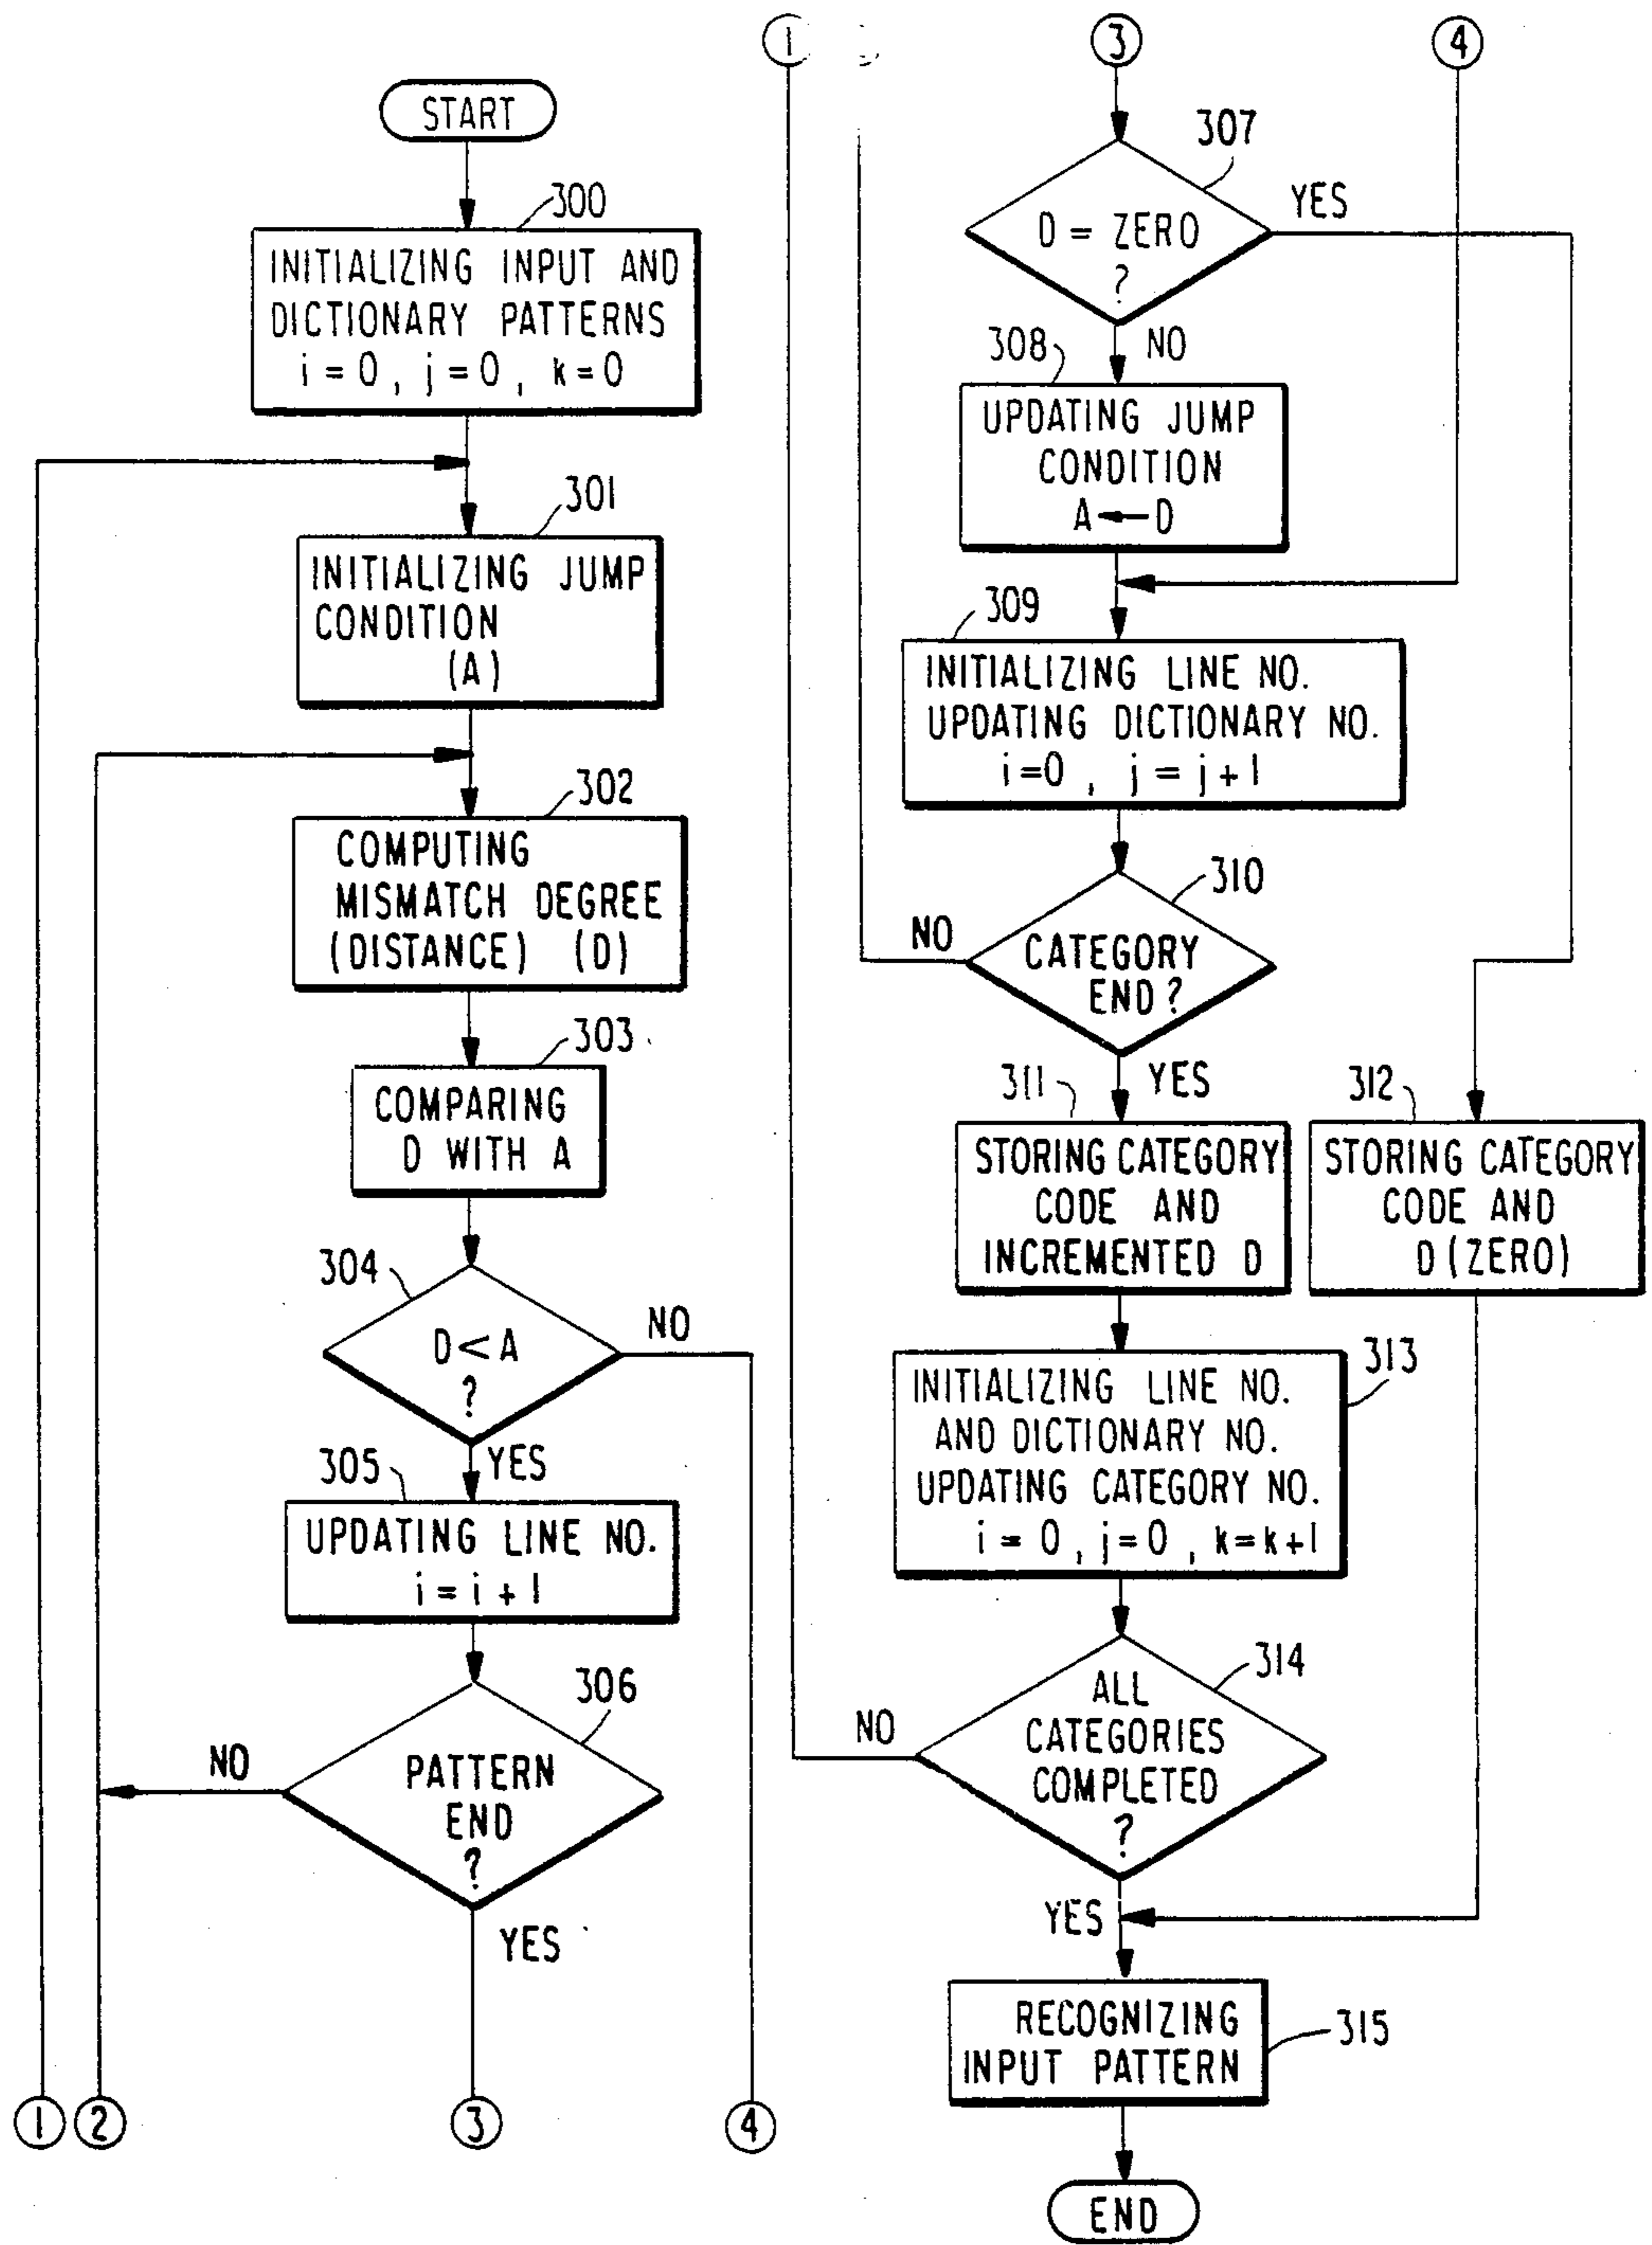 START
300
INITIALIZING INPUT AND
DICTIONARY PATTERNS
i = 0 , j = 0 , k = 0
301
INITIALIZING JUMP
CONDITION
(A)
302
COMPUTING
MISMATCH DEGREE
(DISTANCE) (D)
303
COMPARING
D WITH A
304
D < A
?
NO
YES
305
UPDATING LINE NO.
i = i + 1
306
PATTERN
END
?
NO
YES
1
2
3
4
1
3
4
307
D = ZERO
?
YES
NO
308
UPDATING JUMP
CONDITION
A ← D
309
INITIALIZING LINE NO.
UPDATING DICTIONARY NO.
i = 0 , j = j + 1
310
CATEGORY
END ?
NO
YES
311
STORING CATEGORY
CODE AND
INCREMENTED D
312
STORING CATEGORY
CODE AND
D (ZERO)
313
INITIALIZING LINE NO.
AND DICTIONARY NO.
UPDATING CATEGORY NO.
i = 0 , j = 0 , k = k + 1
314
ALL
CATEGORIES
COMPLETED
?
NO
YES
315
RECOGNIZING
INPUT PATTERN
END